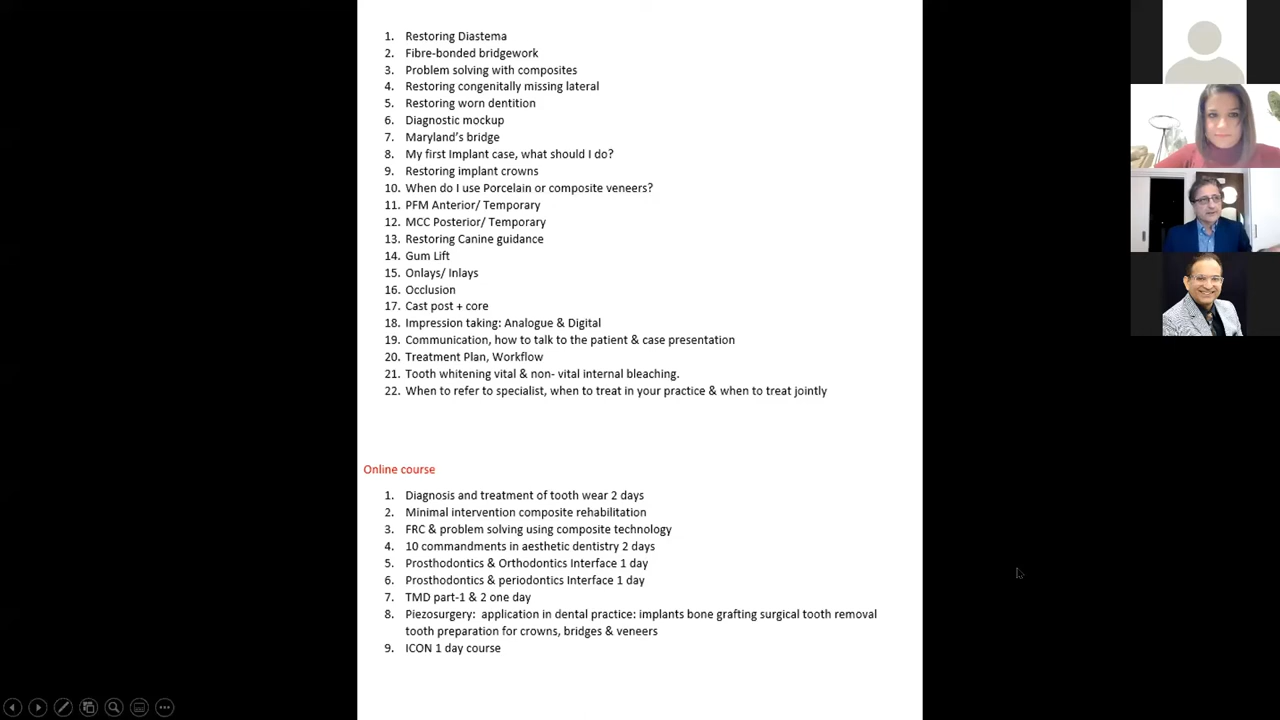 1. Restoring Diastema
2. Fibre-bonded bridgework
3. Problem solving with composites
4. Restoring congenitally missing lateral
5. Restoring worn dentition
6. Diagnostic mockup
7. Maryland's bridge
8. My first Implant case, what should I do?
9. Restoring implant crowns
10. When do I use Porcelain or composite veneers?
11. PFM Anterior/ Temporary
12. MCC Posterior/ Temporary
13. Restoring Canine guidance
14. Gum Lift
15. Onlays/ Inlays
16. Occlusion
17. Cast post + core
18. Impression taking: Analogue & Digital
19. Communication, how to talk to the patient & case presentation
20. Treatment Plan, Workflow
21. Tooth whitening vital & non- vital internal bleaching.
22. When to refer to specialist, when to treat in your practice & when to treat jointly
Online course
1. Diagnosis and treatment of tooth wear 2 days
2. Minimal intervention composite rehabilitation
3. FRC & problem solving using composite technology
4. 10 commandments in aesthetic dentistry 2 days
5. Prosthodontics & Orthodontics Interface 1 day
6. Prosthodontics & periodontics Interface 1 day
7. TMD part-1 & 2 one day
8. Piezosurgery: application in dental practice: implants bone grafting surgical tooth removal
tooth preparation for crowns, bridges & veneers
9. ICON 1 day course